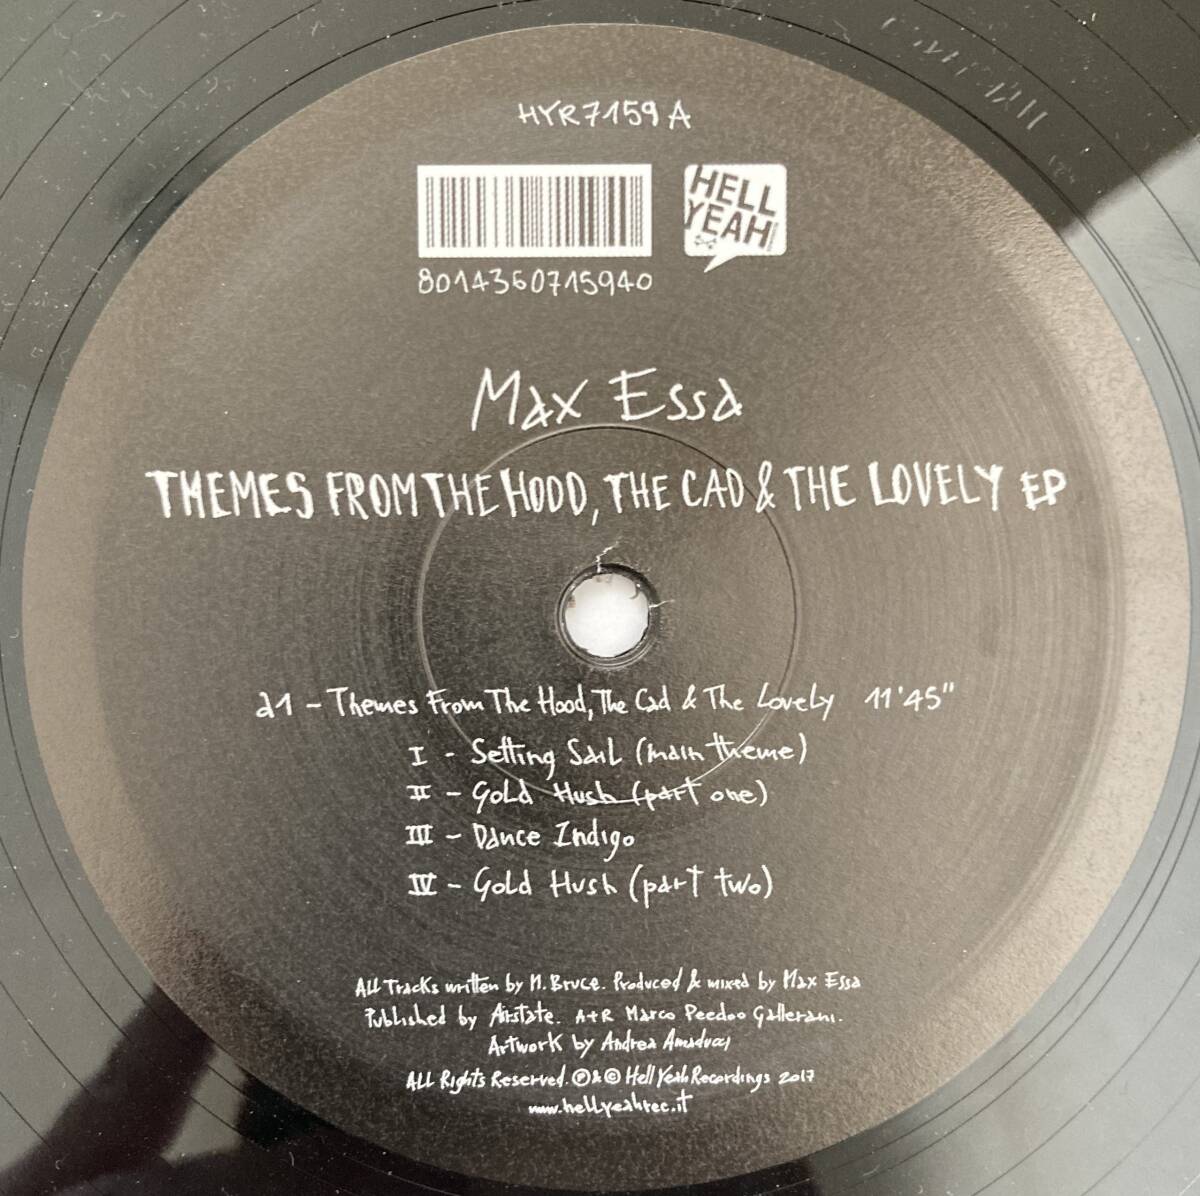 HYR7159 A
HELL
YEAH
8014360715940
Max Essa
THEMES FROM THE HOOD, THE CAD & THE LOVELY EP
a1 - Themes From The Hood, The Cad & The Lovely 11'45"
I - Setting Sail (main theme)
II - Gold Hush (part one)
III - Dance Indigo
IV - Gold Hush (part two)
All Tracks written by M. Bruce. Produced & mixed by Max Essa
Published by Airstate. A+R Marco Peedoo Gallerani.
Artwork by Andrea Amaducci
All Rights Reserved. ℗ & © Hell Yeah Recordings 2017
www.hellyeahrec.it